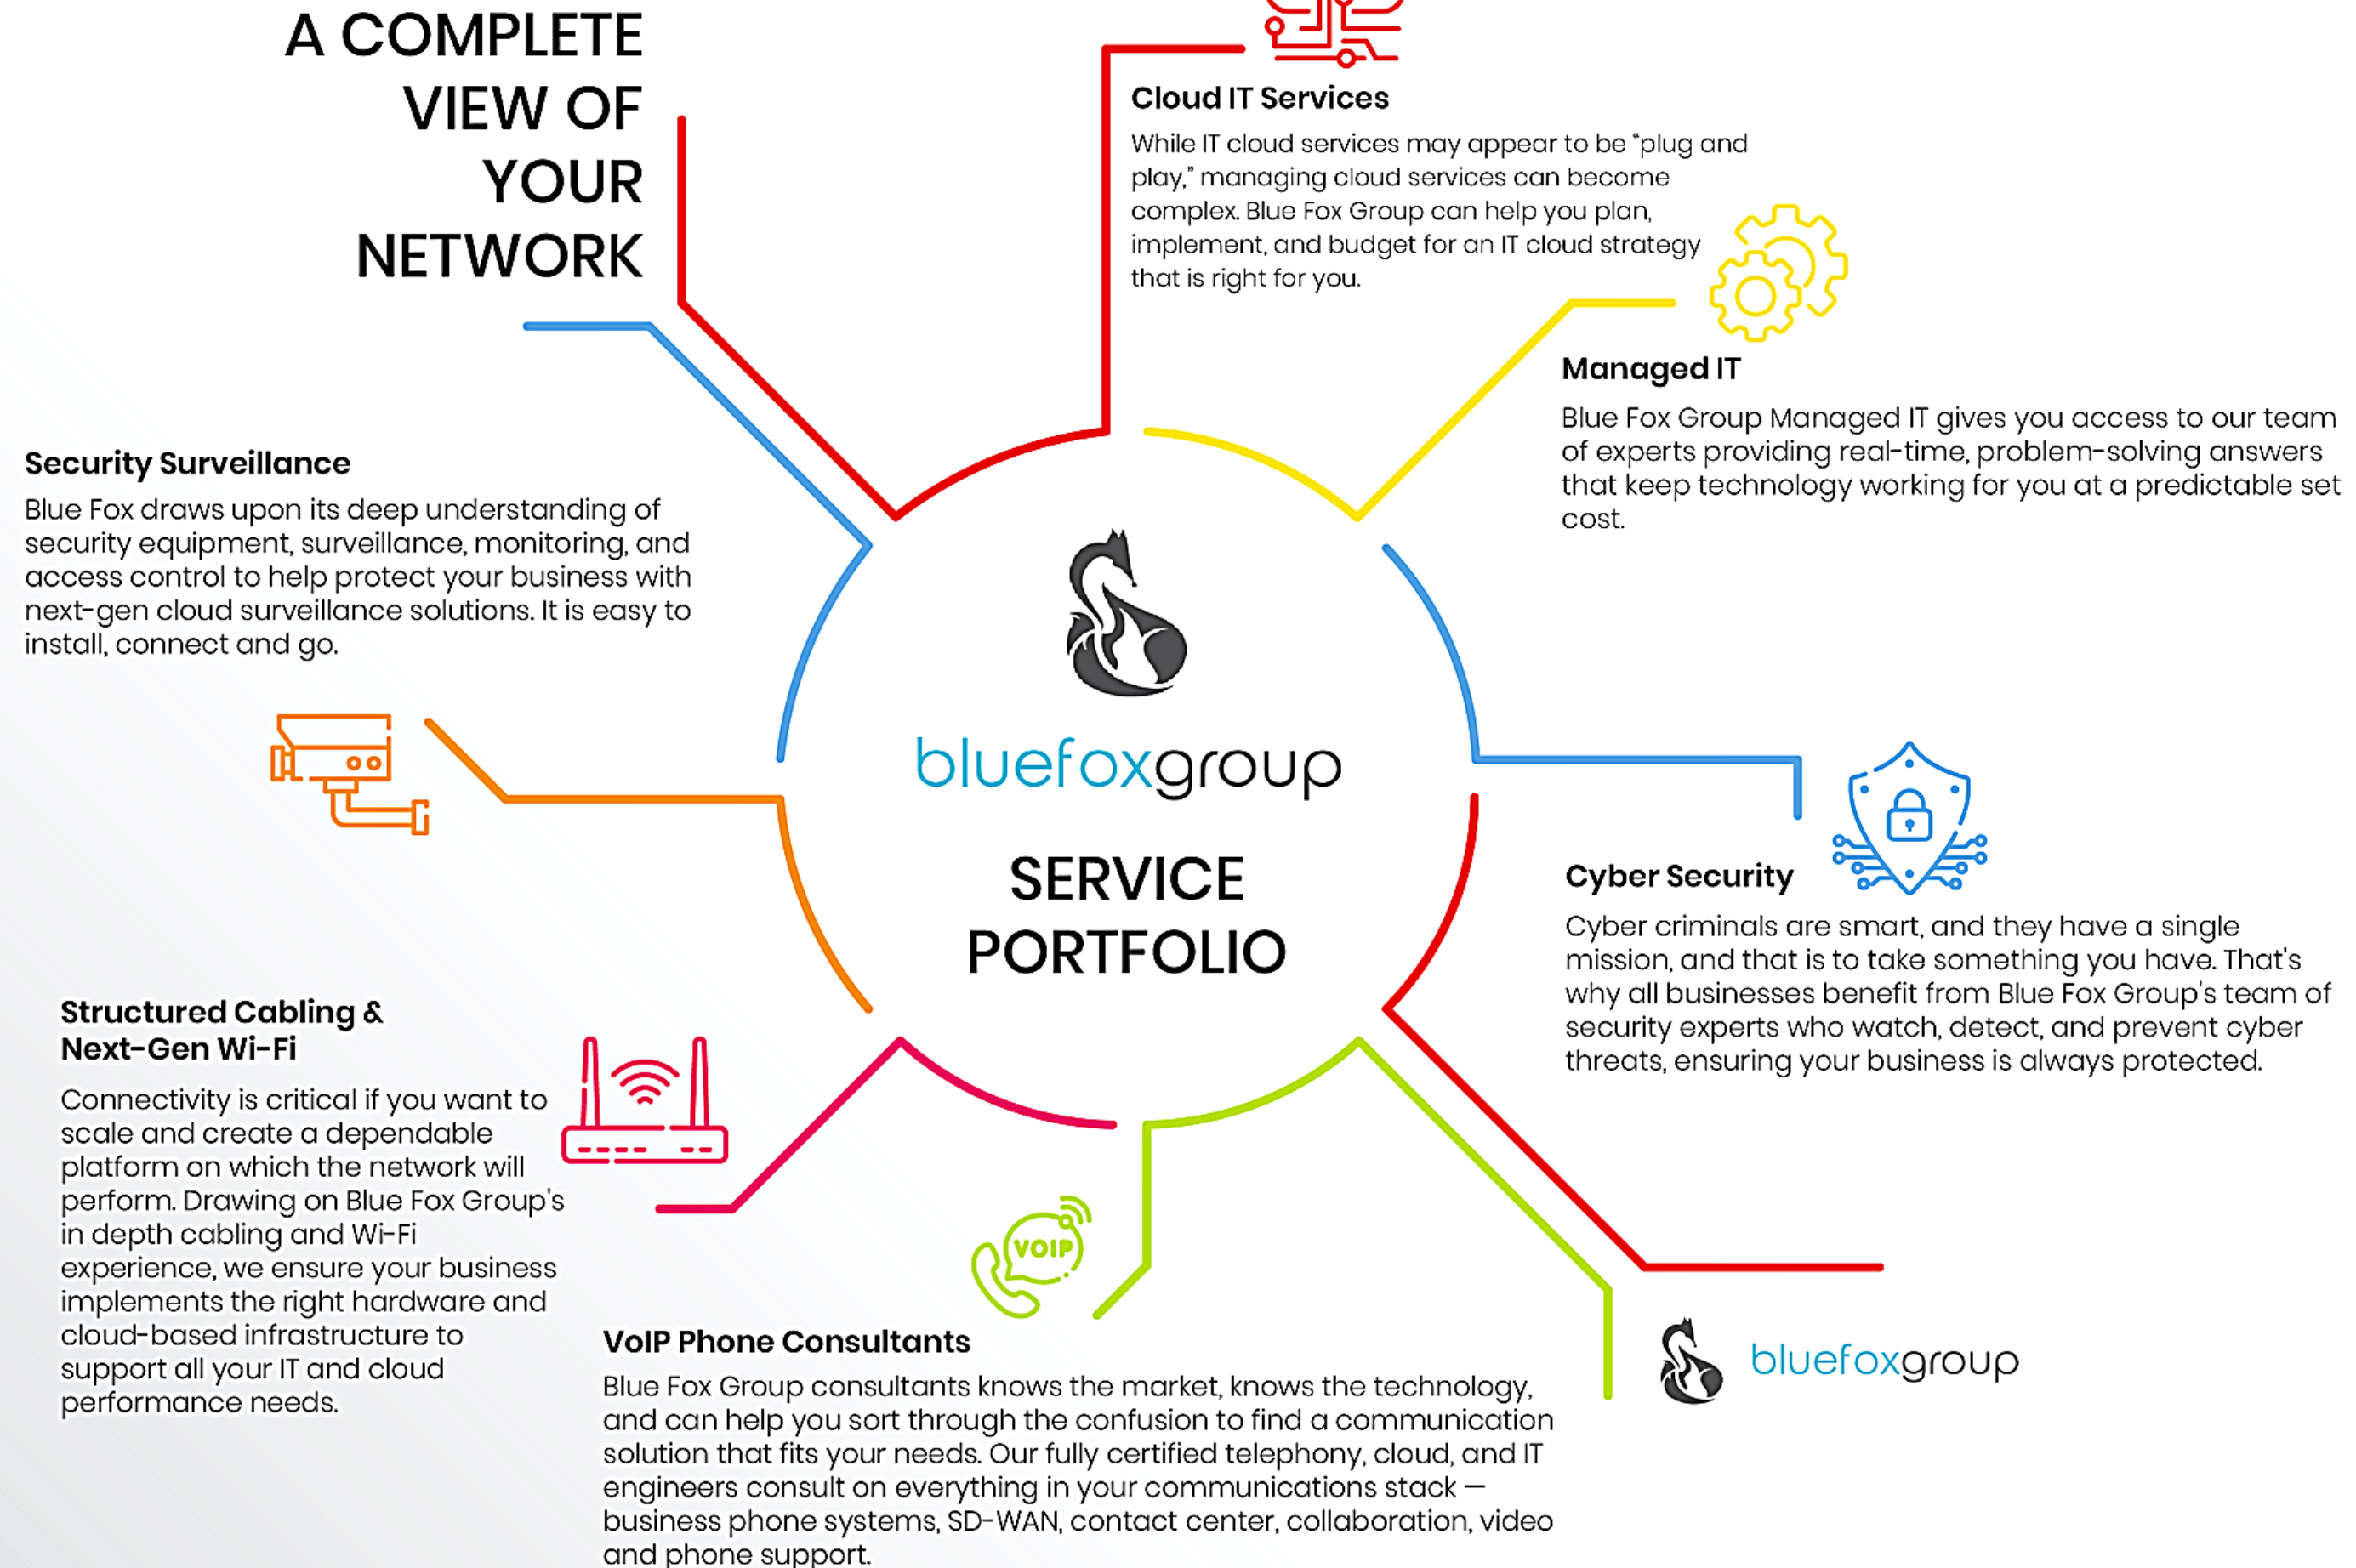 A COMPLETE
VIEW OF
YOUR
NETWORK
Cloud IT Services
While IT cloud services may appear to be “plug and
play,” managing cloud services can become
complex. Blue Fox Group can help you plan,
implement, and budget for an IT cloud strategy
that is right for you.
Managed IT
Blue Fox Group Managed IT gives you access to our team
of experts providing real-time, problem-solving answers
that keep technology working for you at a predictable set
cost.
Security Surveillance
Blue Fox draws upon its deep understanding of
security equipment, surveillance, monitoring, and
access control to help protect your business with
next-gen cloud surveillance solutions. It is easy to
install, connect and go.
bluefoxgroup
SERVICE
PORTFOLIO
Cyber Security
Cyber criminals are smart, and they have a single
mission, and that is to take something you have. That's
why all businesses benefit from Blue Fox Group's team of
security experts who watch, detect, and prevent cyber
threats, ensuring your business is always protected.
Structured Cabling &
Next-Gen Wi-Fi
Connectivity is critical if you want to
scale and create a dependable
platform on which the network will
perform. Drawing on Blue Fox Group's
in depth cabling and Wi-Fi
experience, we ensure your business
implements the right hardware and
cloud-based infrastructure to
support all your IT and cloud
performance needs.
VOIP
VoIP Phone Consultants
Blue Fox Group consultants knows the market, knows the technology,
and can help you sort through the confusion to find a communication
solution that fits your needs. Our fully certified telephony, cloud, and IT
engineers consult on everything in your communications stack —
business phone systems, SD-WAN, contact center, collaboration, video
and phone support.
bluefoxgroup